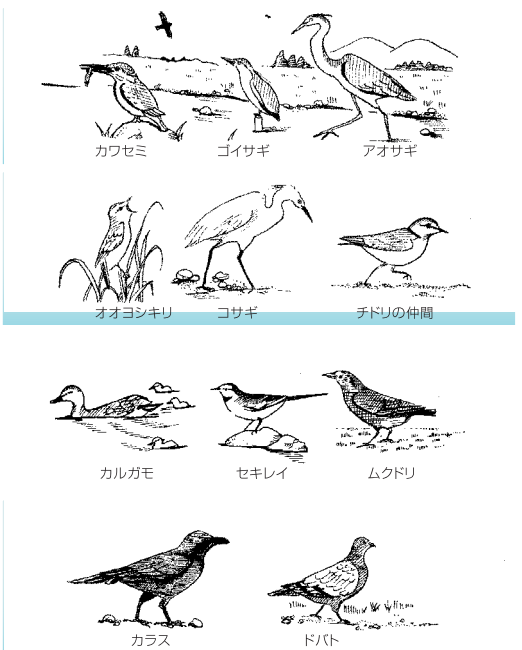 カワセミ ゴイサギ アオサギ
オオヨシキリ コサギ チドリの仲間
カルガモ セキレイ ムクドリ
カラス ドバト